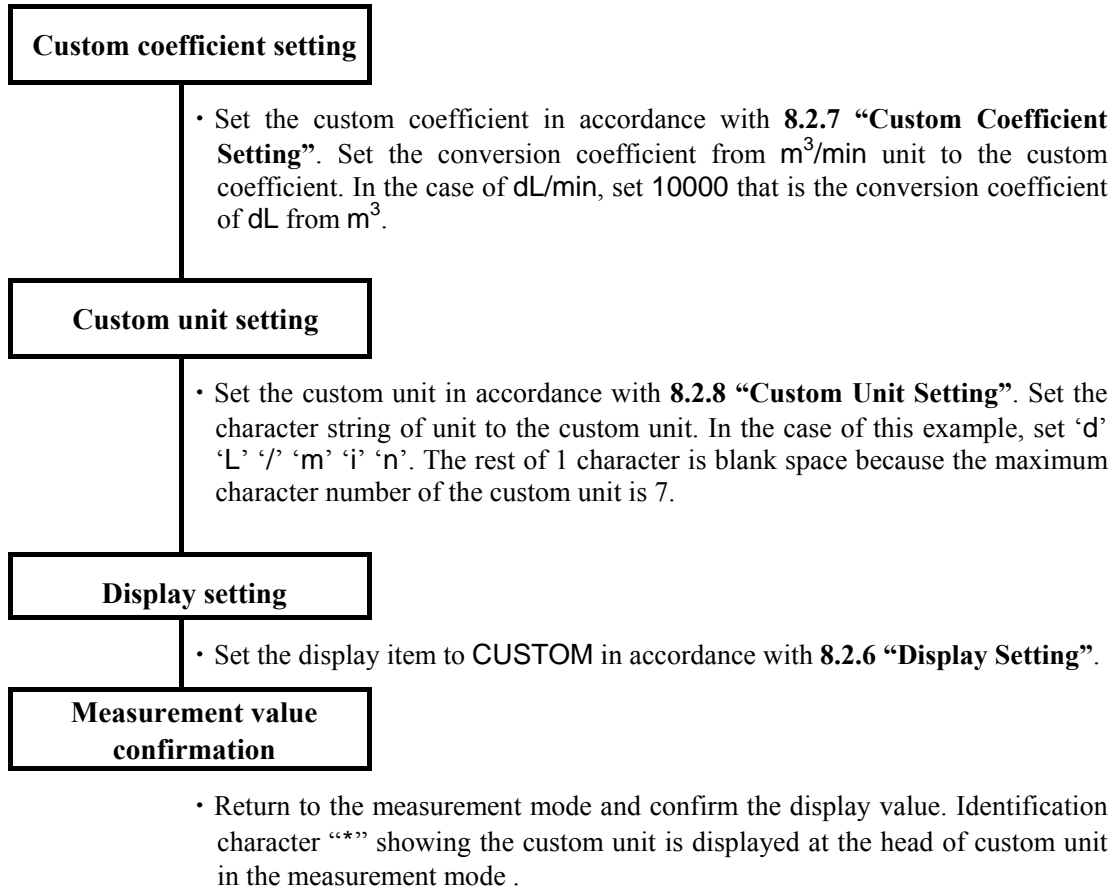 Custom coefficient setting
・Set the custom coefficient in accordance with 8.2.7 “Custom Coefficient
Setting”. Set the conversion coefficient from m³/min unit to the custom
coefficient. In the case of dL/min, set 10000 that is the conversion coefficient
of dL from m³.
Custom unit setting
・Set the custom unit in accordance with 8.2.8 “Custom Unit Setting”. Set the
character string of unit to the custom unit. In the case of this example, set ‘d’
‘L’ ‘/’ ‘m’ ‘i’ ‘n’. The rest of 1 character is blank space because the maximum
character number of the custom unit is 7.
Display setting
・Set the display item to CUSTOM in accordance with 8.2.6 “Display Setting”.
Measurement value
confirmation
・Return to the measurement mode and confirm the display value. Identification
character “*” showing the custom unit is displayed at the head of custom unit
in the measurement mode .